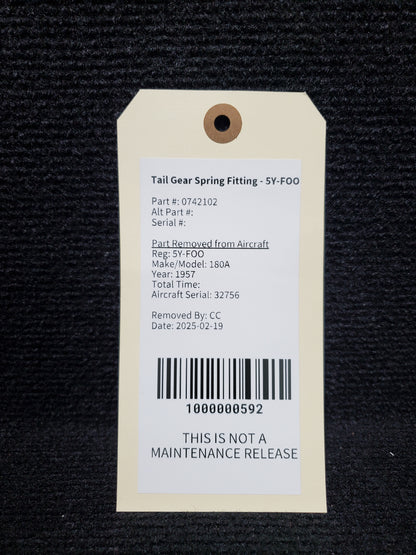 Tail Gear Spring Fitting - 5Y-FOO
Part #: 0742102
Alt Part #:
Serial #:
Part Removed from Aircraft
Reg: 5Y-FOO
Make/Model: 180A
Year: 1957
Total Time:
Aircraft Serial: 32756
Removed By: CC
Date: 2025-02-19
1000000592
THIS IS NOT A
MAINTENANCE RELEASE